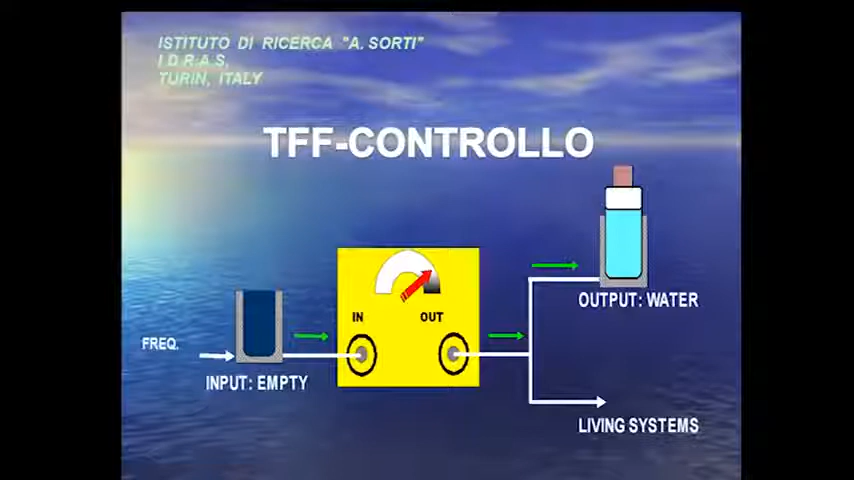 ISTITUTO DI RICERCA "A. SORTI"
I.D.R.A.S,
TURIN, ITALY
TFF-CONTROLLO
IN
OUT
OUTPUT: WATER
FREQ.
INPUT: EMPTY
LIVING SYSTEMS